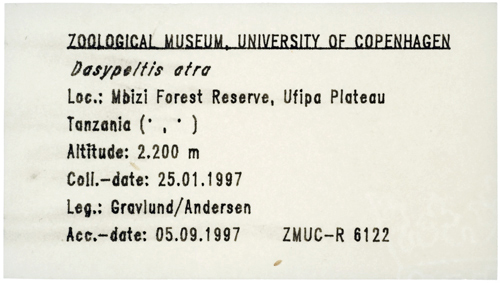 ZOOLOGICAL MUSEUM, UNIVERSITY OF COPENHAGEN
Dasypeltis atra
Loc.: Mbizi Forest Reserve, Ufipa Plateau
Tanzania (· , · )
Altitude: 2.200 m
Coll.-date: 25.01.1997
Leg.: Gravlund/Andersen
Acc.-date: 05.09.1997 ZMUC-R 6122